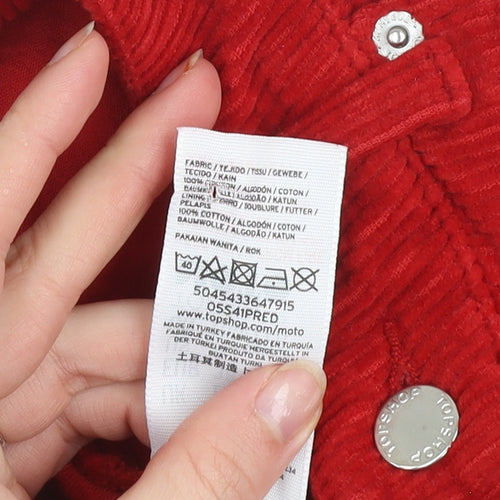 FABRIC / TEJIDO / TISSU / GEWEBE /
TECIDO / KAIN
100% COTTON / ALGODÓN / COTON /
BAUMWOLLE / ALGODÃO / KATUN
LINING / FORRO / DOUBLURE / FUTTER /
PELAPIS
100% COTTON / ALGODÓN / COTON /
BAUMWOLLE / ALGODÃO / KATUN
PAKAIAN WANITA / ROK
40
5045433647915
05S41PRED
www.topshop.com/moto
MADE IN TURKEY FABRICADO EN TURQUÍA
FABRIQUÉ EN TURQUIE HERGESTELLT IN
DER TÜRKEI PRODUTO DA TURQUIA
BUATAN TURKI
土耳其制造
TOPSHOP